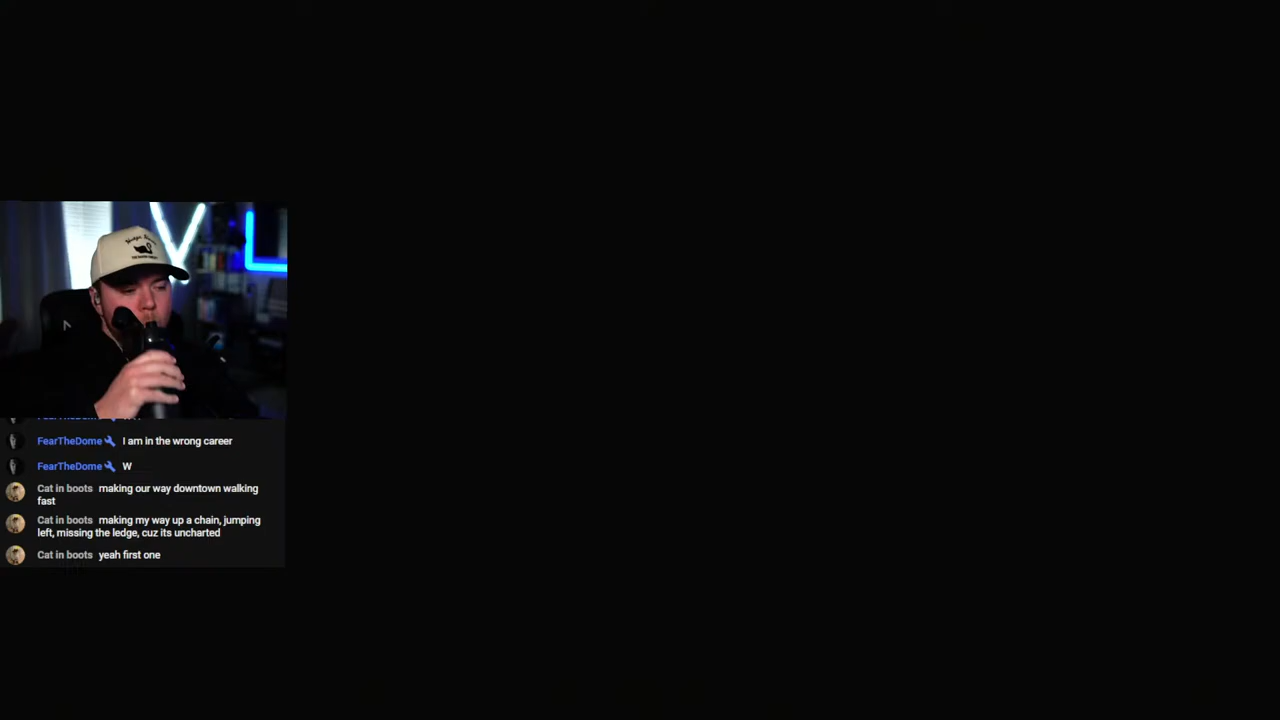 FearTheDome I am in the wrong career
FearTheDome W
Cat in boots making our way downtown walking
fast
Cat in boots making my way up a chain, jumping
left, missing the ledge, cuz its uncharted
Cat in boots yeah first one